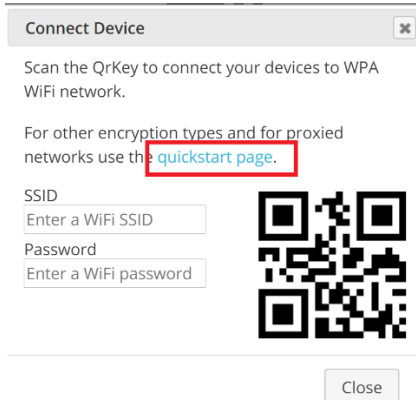 Connect Device
Scan the QrKey to connect your devices to WPA
WiFi network.
For other encryption types and for proxied
networks use the quickstart page.
SSID
Enter a WiFi SSID
Password
Enter a WiFi password
Close